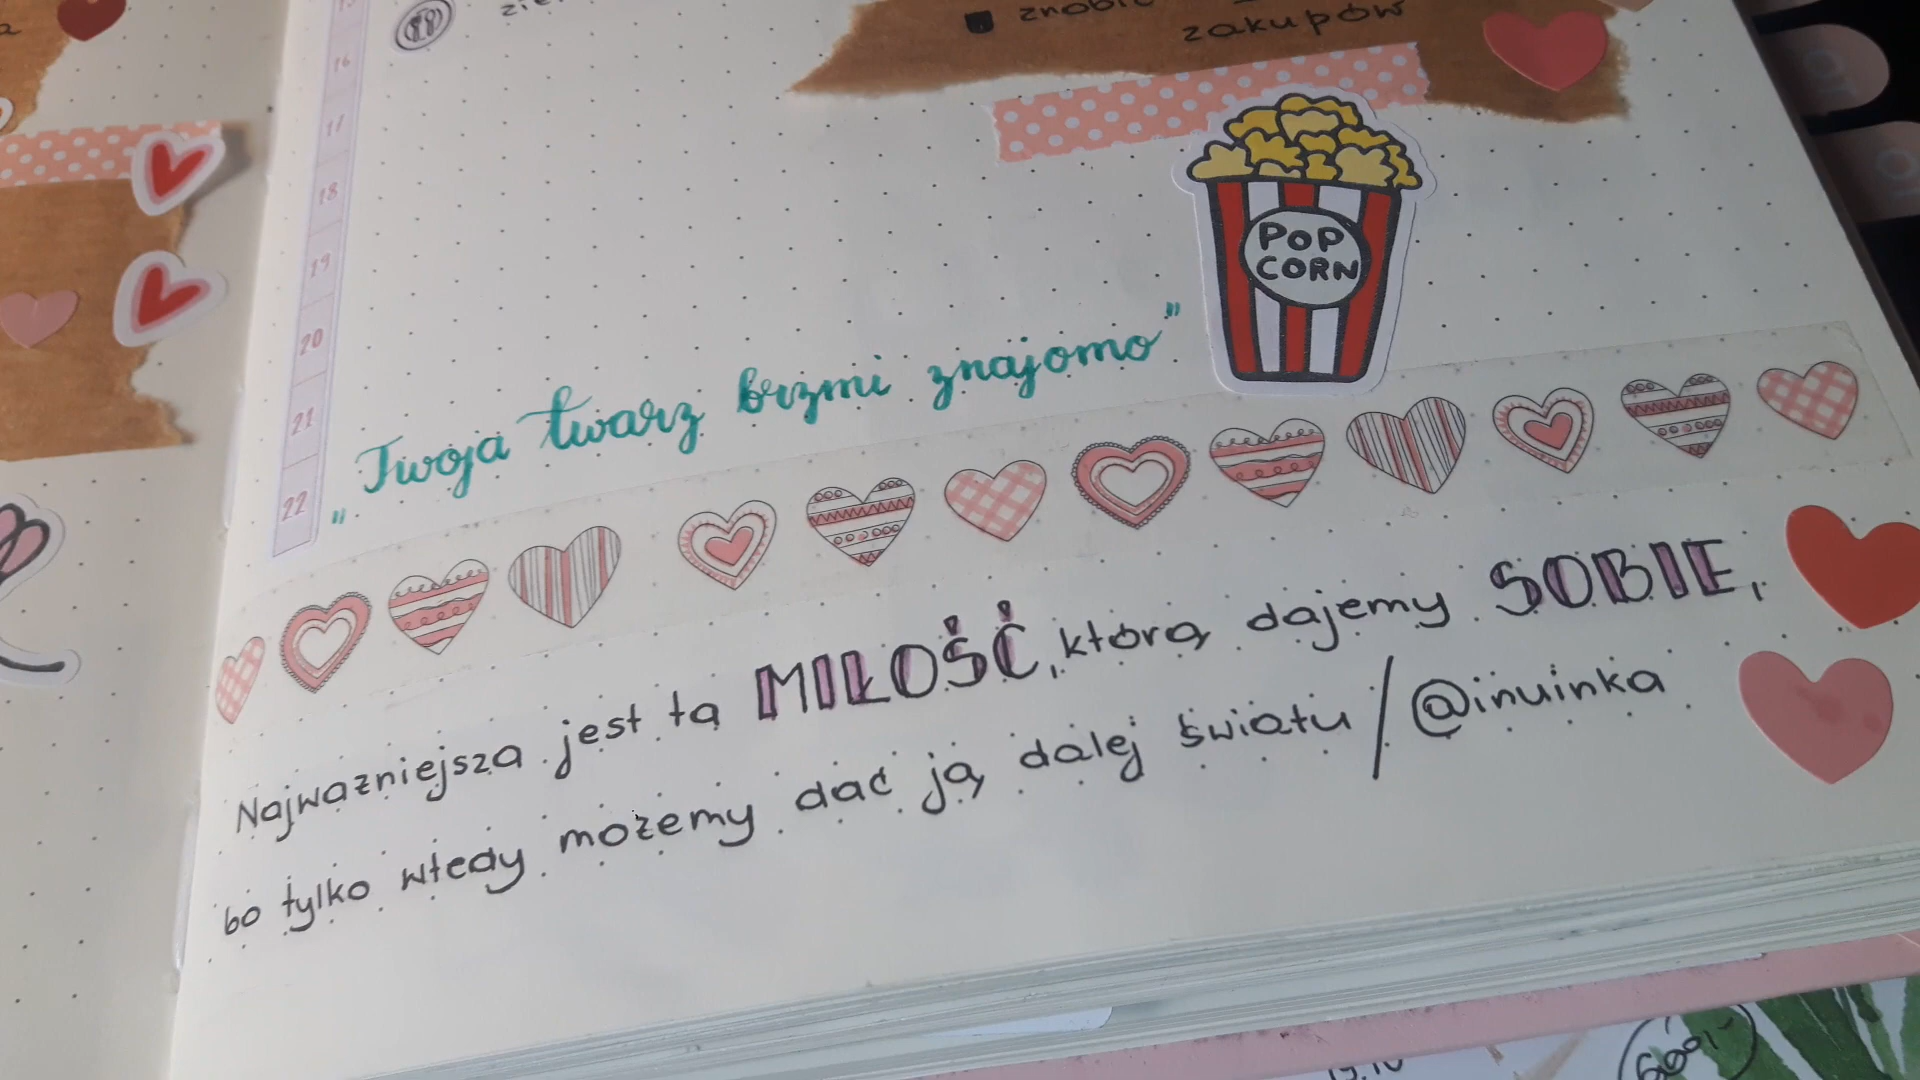 16
17
18
19
20
21
22
zakupów
POP
CORN
„Twoja twarz brzmi znajomo"
Najważniejsza jest ta MIŁOŚĆ, którą dajemy SOBIE,
bo tylko wtedy możemy dać ją dalej światu / @inuinka